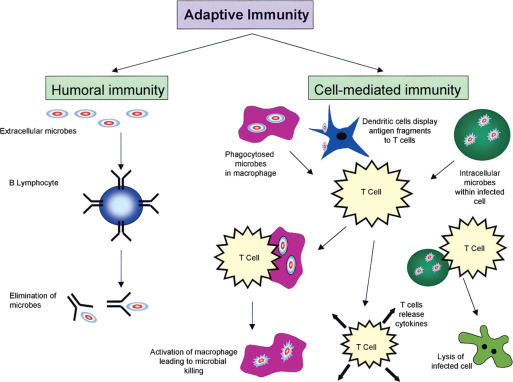 Adaptive Immunity
Humoral immunity
Cell-mediated immunity
Extracellular microbes
Dendritic cells display
antigen fragments
to T cells
Phagocytosed
microbes
in macrophage
Intracellular
microbes
within infected
cell
B Lymphocyte
T Cell
T Cell
T Cell
Elimination of
microbes
T cells
release
cytokines
T Cell
Activation of macrophage
leading to microbial
killing
Lysis of
infected cell